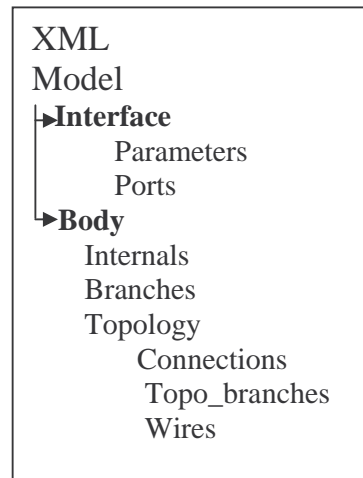 XML
Model
Interface
Parameters
Ports
Body
Internals
Branches
Topology
Connections
Topo_branches
Wires